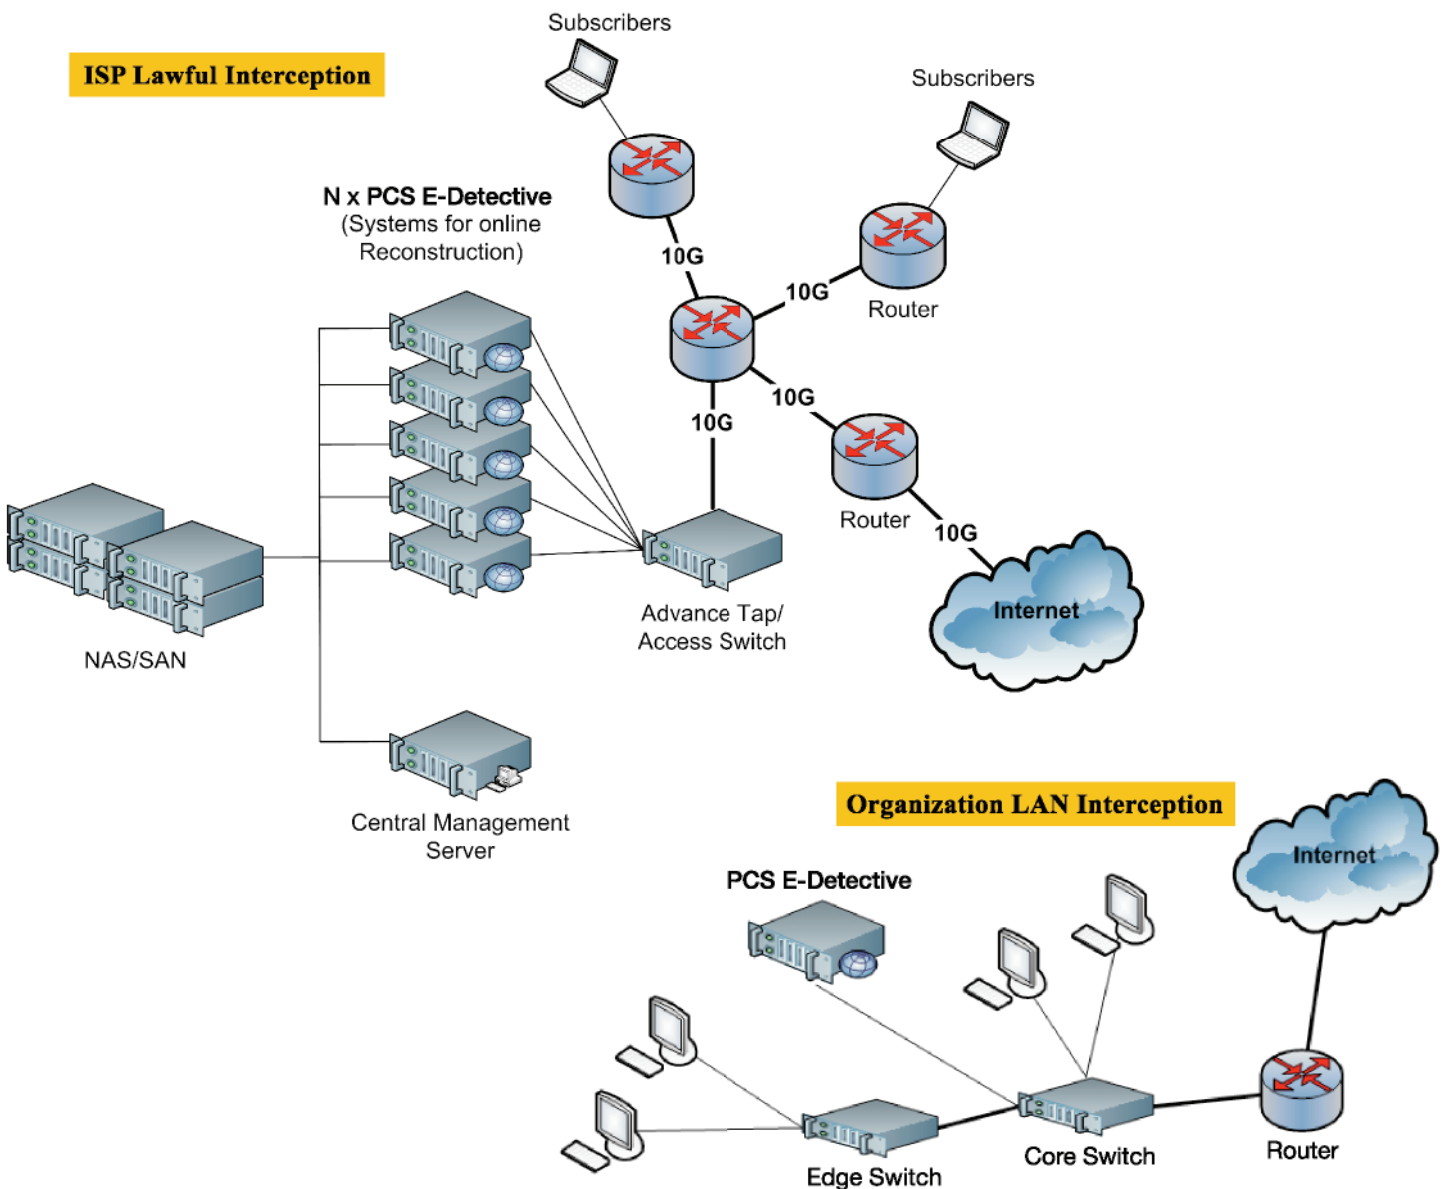 Subscribers
ISP Lawful Interception
Subscribers
N x PCS E-Detective
(Systems for online
Reconstruction)
10G
10G
Router
10G
10G
Router
10G
Internet
Advance Tap/
Access Switch
NAS/SAN
Central Management
Server
Organization LAN Interception
Internet
PCS E-Detective
Router
Core Switch
Edge Switch